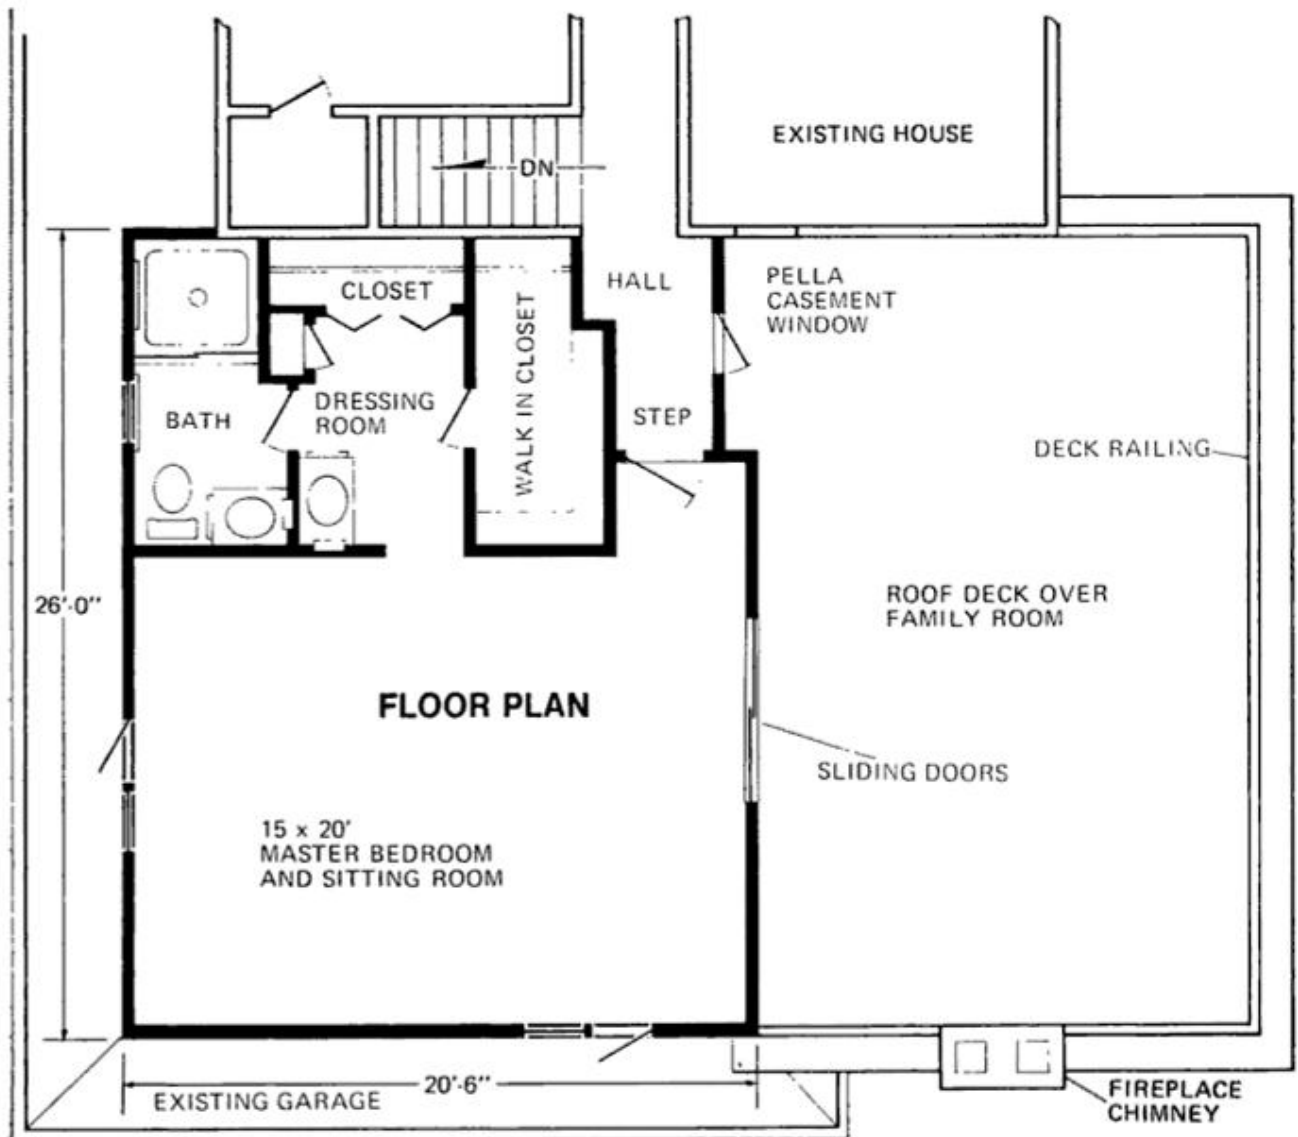 EXISTING HOUSE
DN
HALL
PELLA
CASEMENT
WINDOW
CLOSET
WALK IN CLOSET
DRESSING
ROOM
BATH
STEP
DECK RAILING
26'-0"
ROOF DECK OVER
FAMILY ROOM
FLOOR PLAN
SLIDING DOORS
15 x 20'
MASTER BEDROOM
AND SITTING ROOM
20'-6"
EXISTING GARAGE
FIREPLACE
CHIMNEY